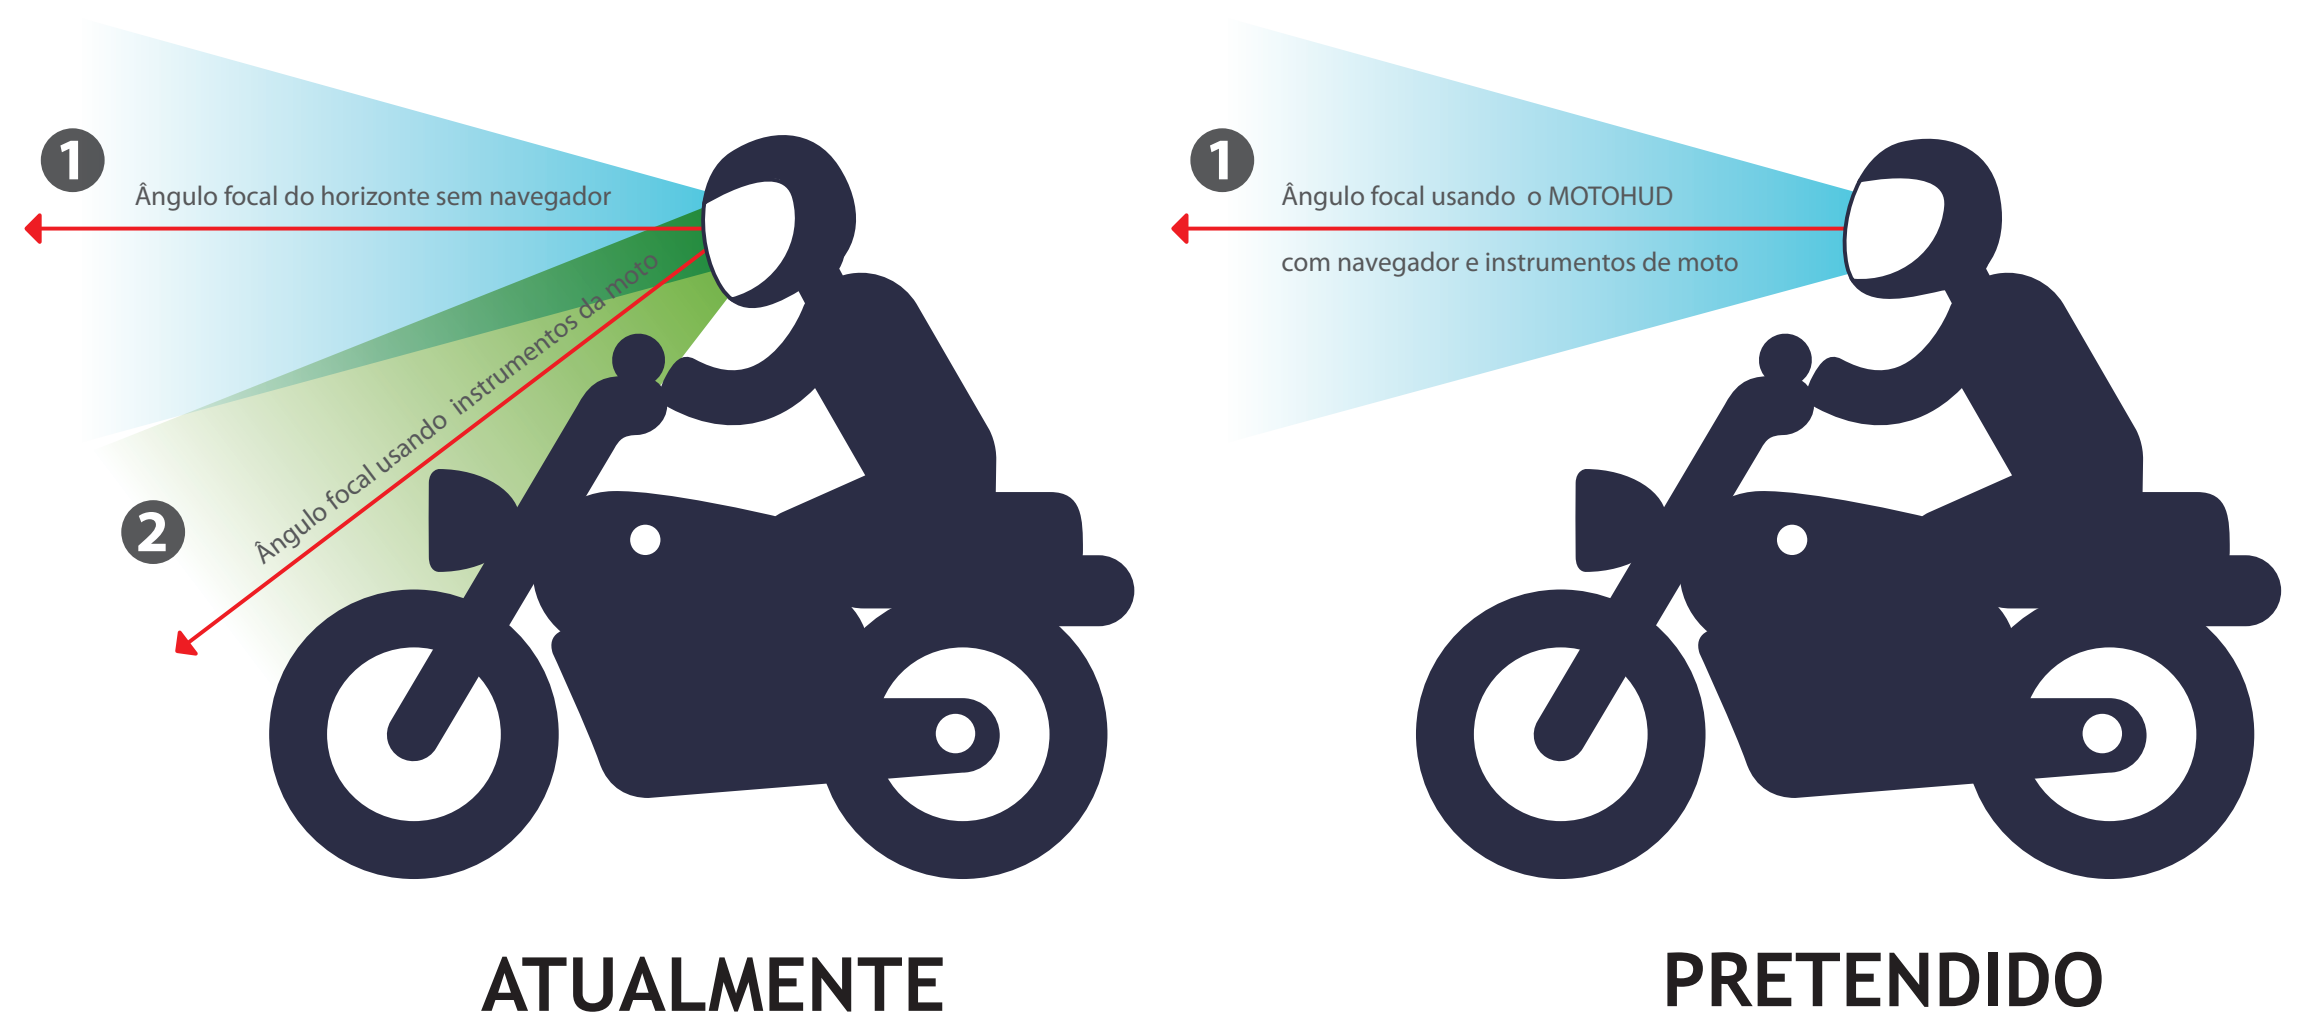 1
Ângulo focal do horizonte sem navegador
2
Ângulo focal usando instrumentos da moto
ATUALMENTE
1
Ângulo focal usando o MOTOHUD
com navegador e instrumentos de moto
PRETENDIDO